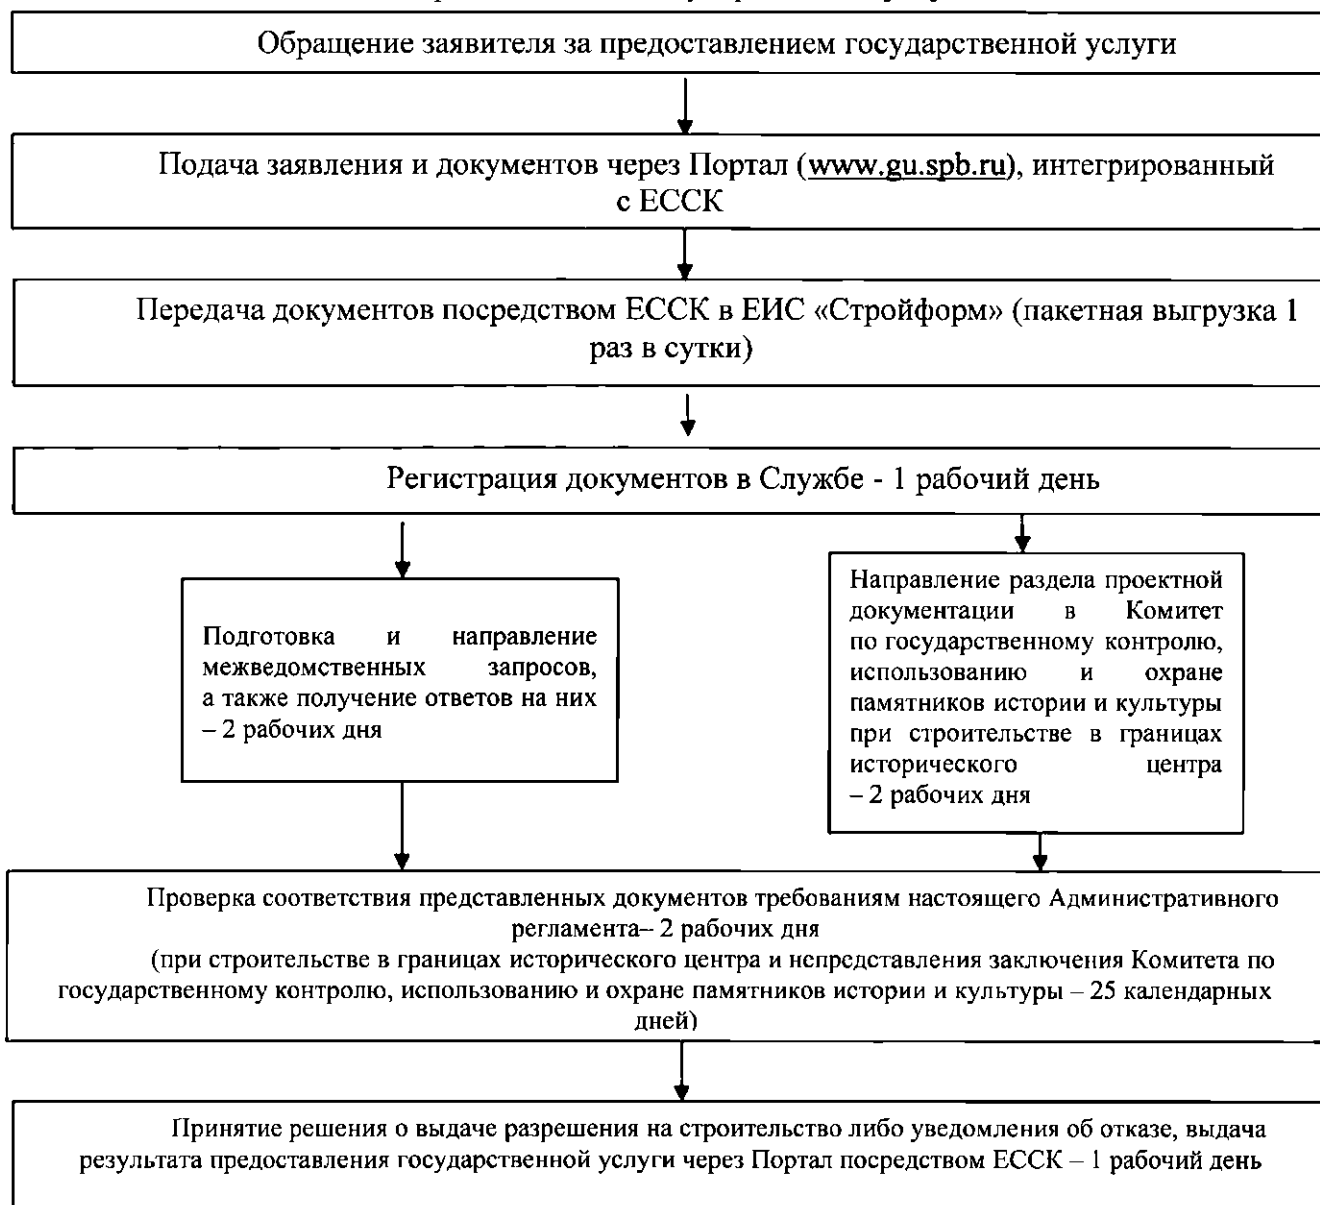 Обращение заявителя за предоставлением государственной услуги
Подача заявления и документов через Портал (www.gu.spb.ru), интегрированный
с ЕССК
Передача документов посредством ЕССК в ЕИС «Стройформ» (пакетная выгрузка 1
раз в сутки)
Регистрация документов в Службе - 1 рабочий день
Подготовка и направление
межведомственных запросов,
а также получение ответов на них
– 2 рабочих дня
Направление раздела проектной
документации в Комитет
по государственному контролю,
использованию и охране
памятников истории и культуры
при строительстве в границах
исторического центра
– 2 рабочих дня
Проверка соответствия представленных документов требованиям настоящего Административного
регламента– 2 рабочих дня
(при строительстве в границах исторического центра и непредставления заключения Комитета по
государственному контролю, использованию и охране памятников истории и культуры – 25 календарных
дней)
Принятие решения о выдаче разрешения на строительство либо уведомления об отказе, выдача
результата предоставления государственной услуги через Портал посредством ЕССК – 1 рабочий день